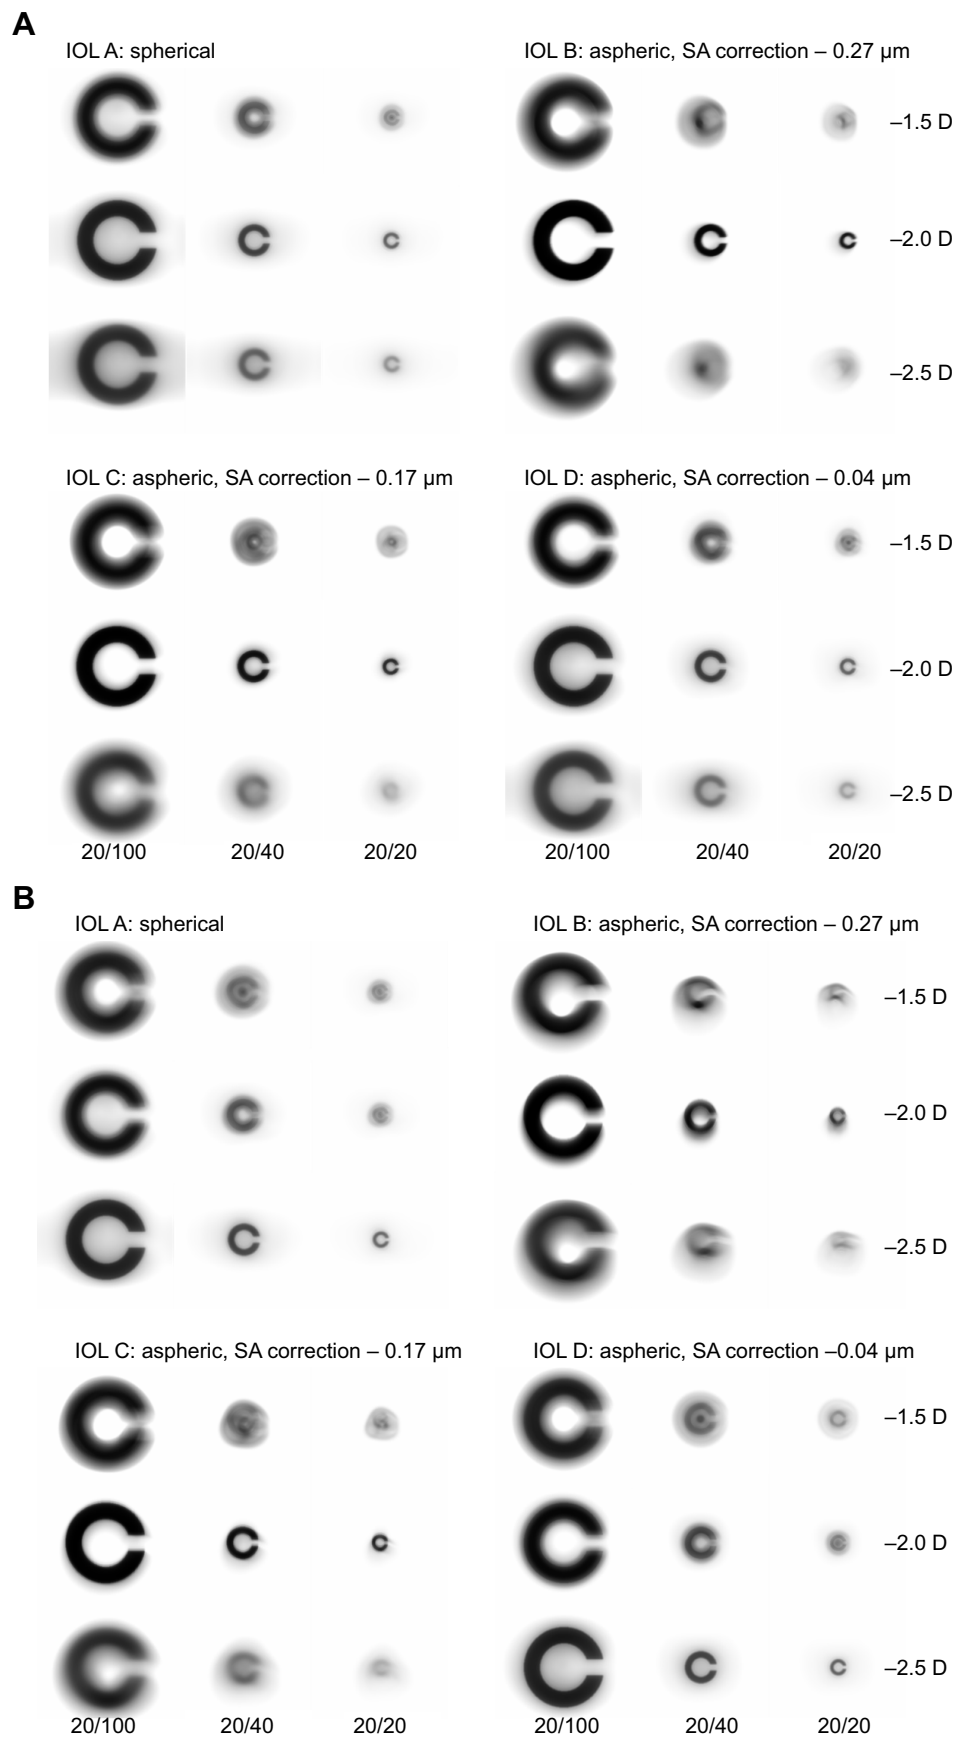 A
IOL A: spherical
IOL B: aspheric, SA correction – 0.27 µm
–1.5 D
–2.0 D
–2.5 D
IOL C: aspheric, SA correction – 0.17 µm
IOL D: aspheric, SA correction – 0.04 µm
–1.5 D
–2.0 D
–2.5 D
20/100 20/40 20/20 20/100 20/40 20/20
B
IOL A: spherical
IOL B: aspheric, SA correction – 0.27 µm
–1.5 D
–2.0 D
–2.5 D
IOL C: aspheric, SA correction – 0.17 µm
IOL D: aspheric, SA correction –0.04 µm
–1.5 D
–2.0 D
–2.5 D
20/100 20/40 20/20 20/100 20/40 20/20